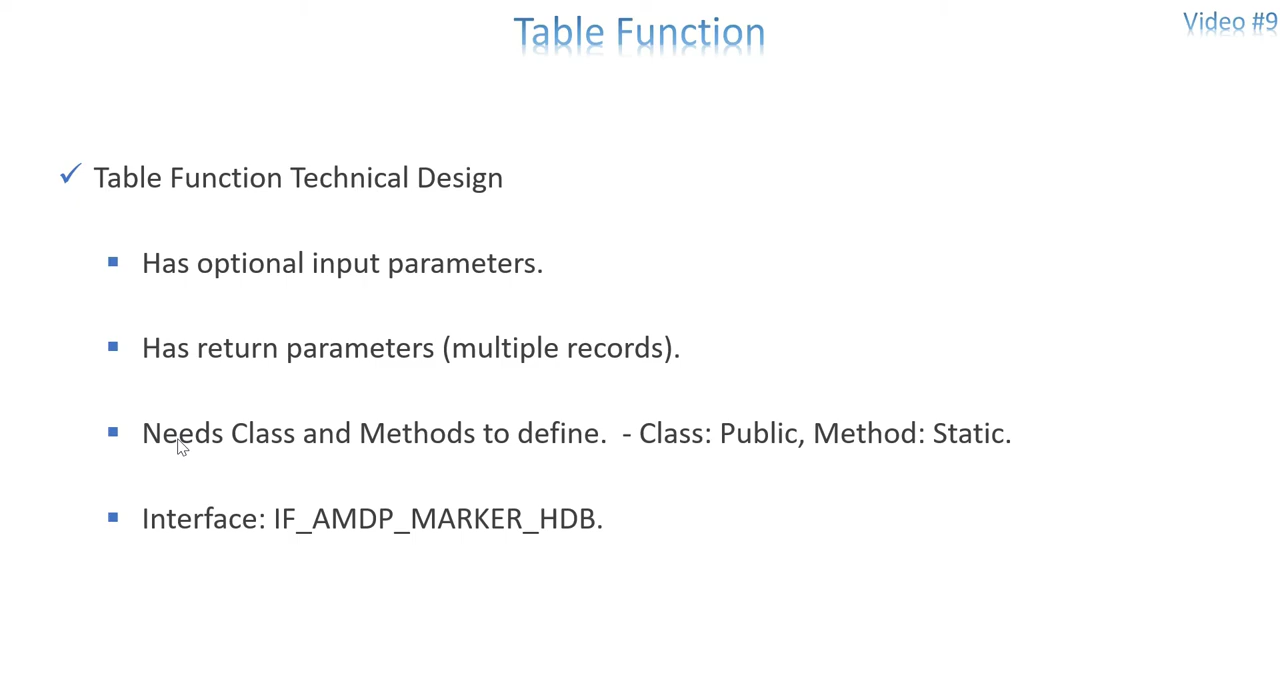 Table Function
Video #9
Table Function Technical Design
Has optional input parameters.
Has return parameters (multiple records).
Needs Class and Methods to define.  - Class: Public, Method: Static.
Interface: IF_AMDP_MARKER_HDB.